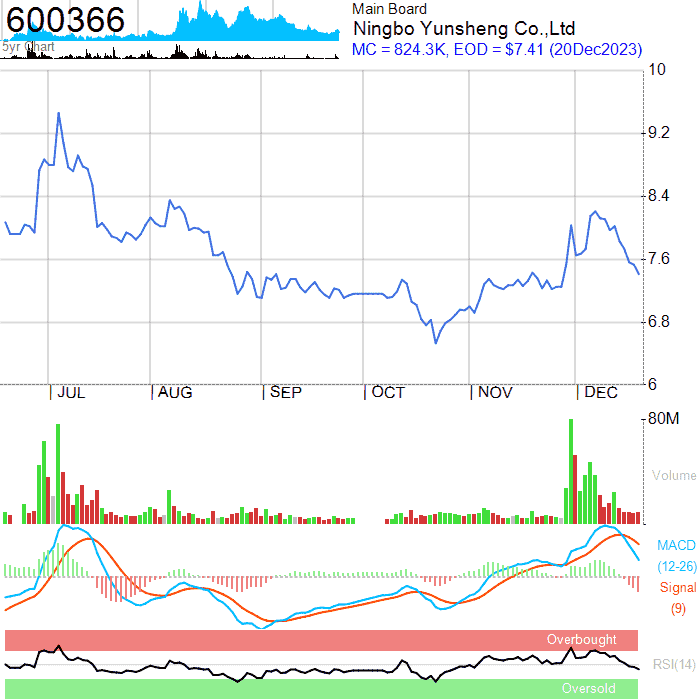 600366
5yr Chart
Main Board
Ningbo Yunsheng Co.,Ltd
MC = 824.3K, EOD = $7.41 (20Dec2023)
10
9.2
8.4
7.6
6.8
6
JUL AUG SEP OCT NOV DEC
80M
Volume
MACD
(12-26)
Signal
(9)
Overbought
RSI(14)
Oversold